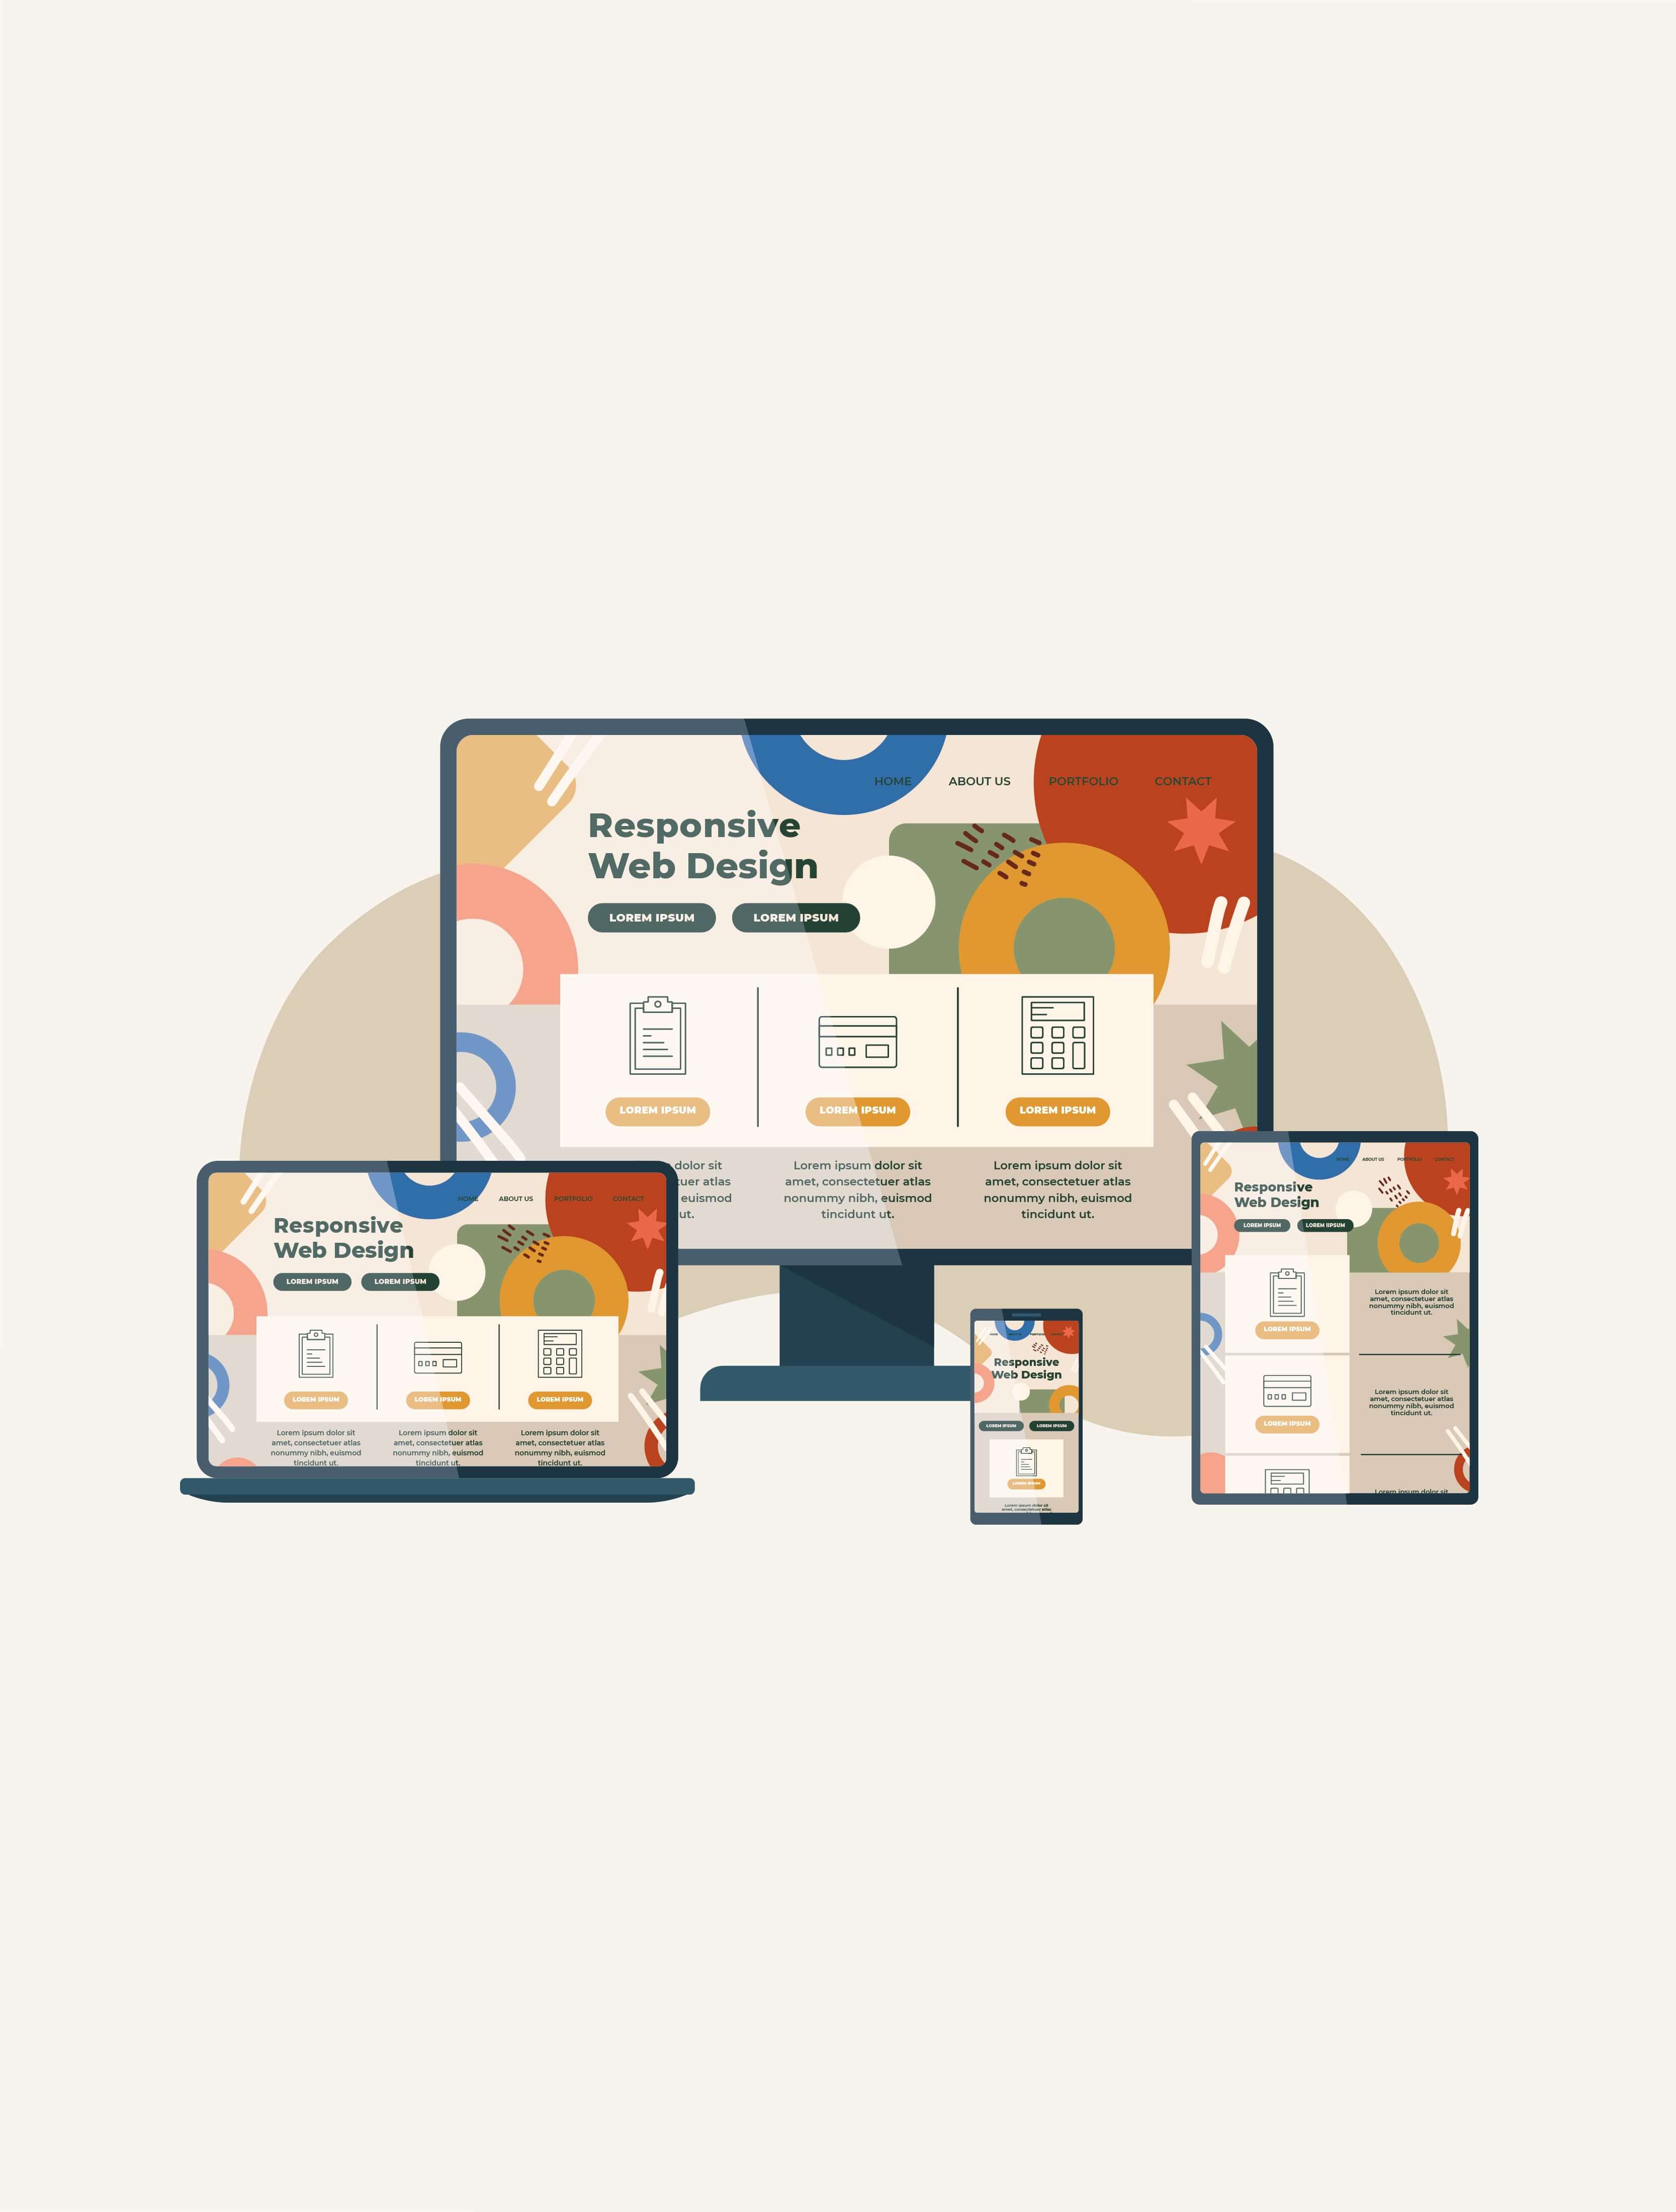 HOME ABOUT US PORTFOLIO CONTACT
Responsive
Web Design
LOREM IPSUM LOREM IPSUM
LOREM IPSUM LOREM IPSUM LOREM IPSUM
dolor sit
atlas
euismod
ut.
Lorem ipsum dolor sit
amet, consectetuer atlas
nonummy nibh, euismod
tincidunt ut.
Lorem ipsum dolor sit
amet, consectetuer atlas
nonummy nibh, euismod
tincidunt ut.
HOME ABOUT US PORTFOLIO CONTACT
Responsive
Web Design
LOREM IPSUM LOREM IPSUM
LOREM IPSUM LOREM IPSUM LOREM IPSUM
Lorem ipsum dolor sit
amet, consectetuer atlas
nonummy nibh, euismod
tincidunt ut.
Lorem ipsum dolor sit
amet, consectetuer atlas
nonummy nibh, euismod
tincidunt ut.
Lorem ipsum dolor sit
amet, consectetuer atlas
nonummy nibh, euismod
tincidunt ut.
Responsive
Web Design
LOREM IPSUM LOREM IPSUM
LOREM IPSUM
Lorem ipsum dolor sit
amet, consectetuer atlas
HOME ABOUT US PORTFOLIO CONTACT
Responsive
Web Design
LOREM IPSUM LOREM IIPSUM
LOREM IPSUM
Lorem ipsum dolor sit
amet, consectetuer atlas
nonummy nibh, euismod
tincidunt ut.
LOREM IPSUM
Lorem ipsum dolor sit
amet, consectetuer atlas
nonummy nibh, euismod
tincidunt ut.
Lorem ipsum dolor sit